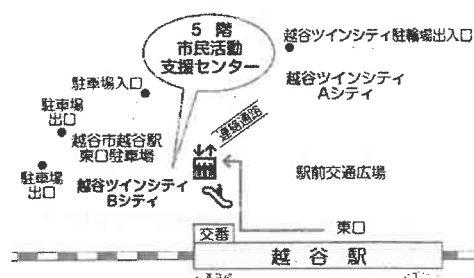 5 階
市民活動
支援センター
越谷ツインシティ駐輪場出入口
越谷ツインシティ
Aシティ
駐車場入口
駐車場
出口
越谷市越谷駅
東口駐車場
連絡通路
駐車場
出口
越谷ツインシティ
Bシティ
駅前交通広場
交番
東口
越谷駅